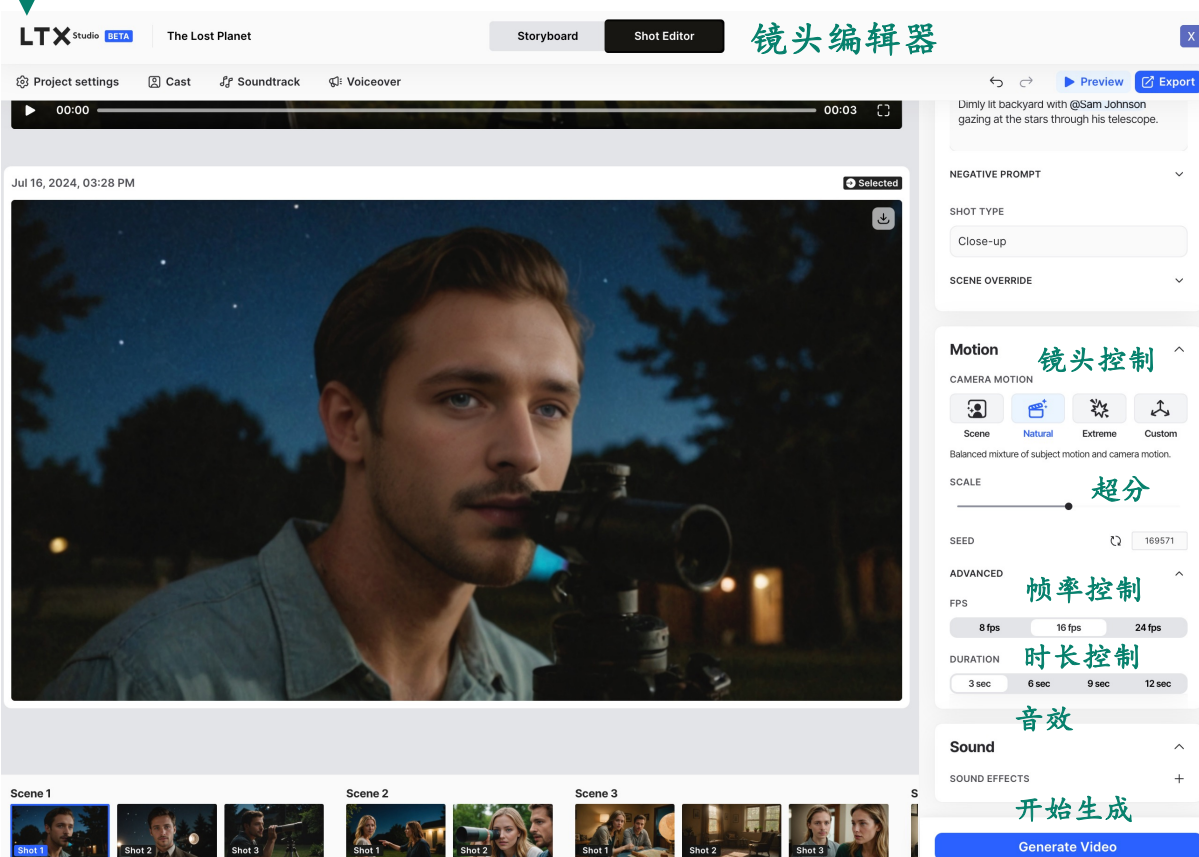 LTX Studio BETA The Lost Planet Storyboard Shot Editor 镜头编辑器 X
Project settings Cast Soundtrack Voiceover Preview Export
00:00 00:03
Jul 16, 2024, 03:28 PM Selected
Dimly lit backyard with @Sam Johnson
gazing at the stars through his telescope.
NEGATIVE PROMPT
SHOT TYPE
Close-up
SCENE OVERRIDE
Motion 镜头控制
CAMERA MOTION
Scene Natural Extreme Custom
Balanced mixture of subject motion and camera motion.
SCALE 超分
SEED 169571
ADVANCED 帧率控制
FPS
8 fps 16 fps 24 fps
DURATION 时长控制
3 sec 6 sec 9 sec 12 sec
音效
Sound
SOUND EFFECTS
开始生成
Generate Video
Scene 1 Scene 2 Scene 3 S
Shot 1 Shot 2 Shot 3 Shot 1 Shot 2 Shot 1 Shot 2 Shot 3